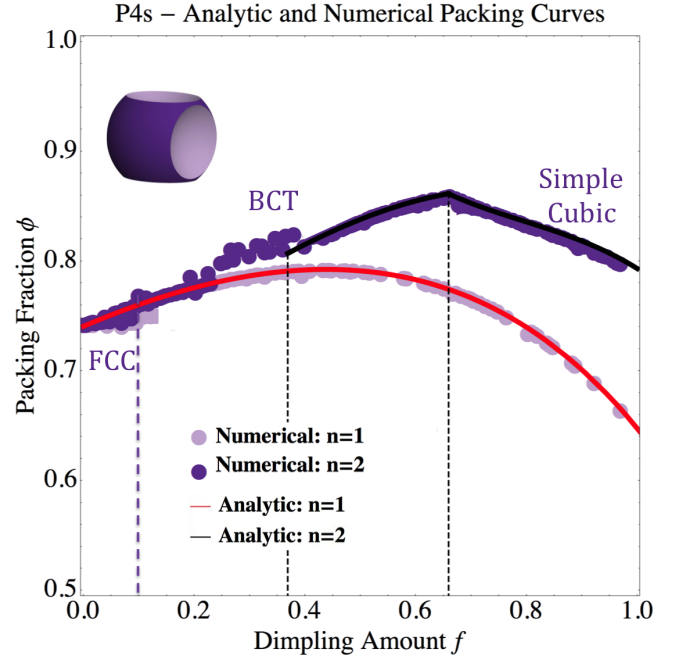 P4s – Analytic and Numerical Packing Curves
1.0
0.9
0.8
0.7
0.6
0.5
Packing Fraction ϕ
BCT
Simple
Cubic
FCC
Numerical: n=1
Numerical: n=2
Analytic: n=1
Analytic: n=2
0.0 0.2 0.4 0.6 0.8 1.0
Dimpling Amount f